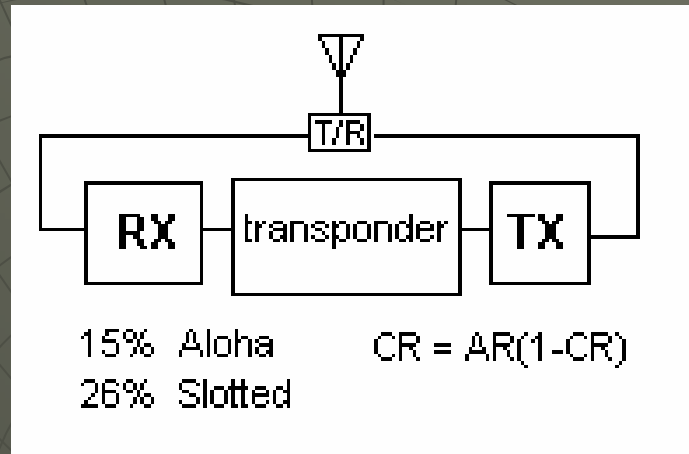 T/R
RX transponder TX
15% Aloha CR = AR(1-CR)
26% Slotted